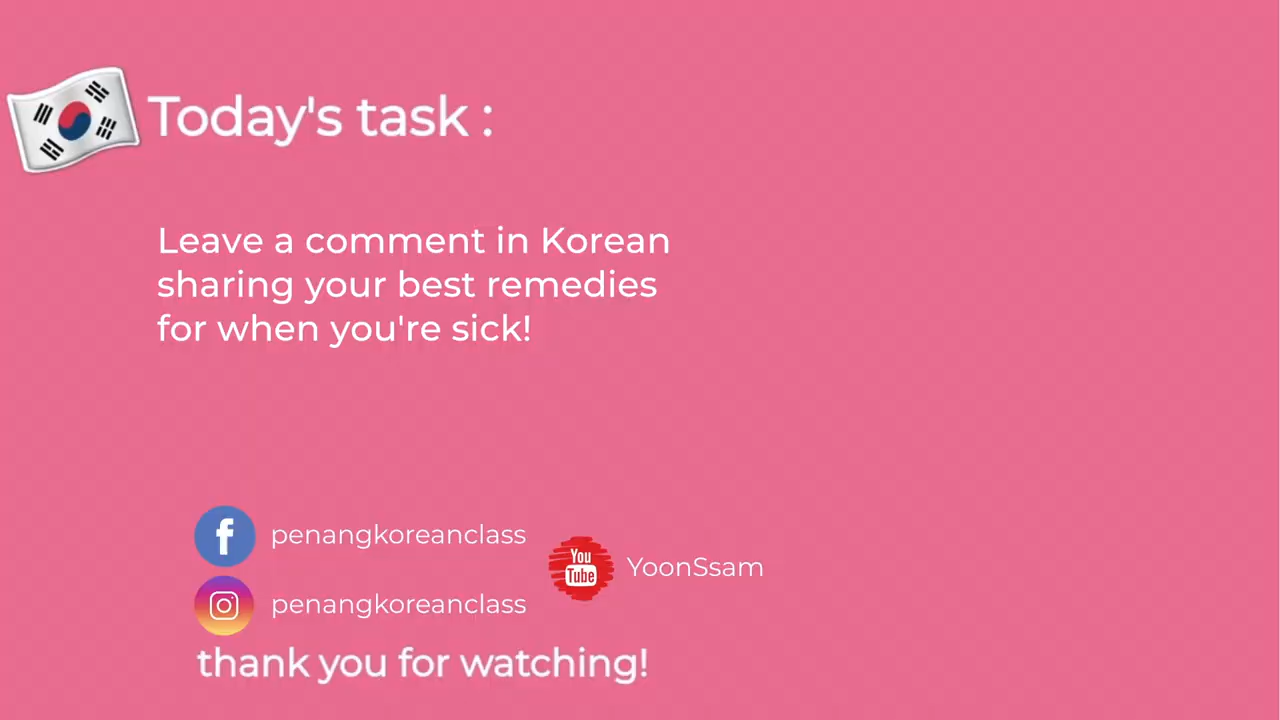 Today's task :
Leave a comment in Korean
sharing your best remedies
for when you're sick!
penangkoreanclass
You
Tube
YoonSsam
penangkoreanclass
thank you for watching!